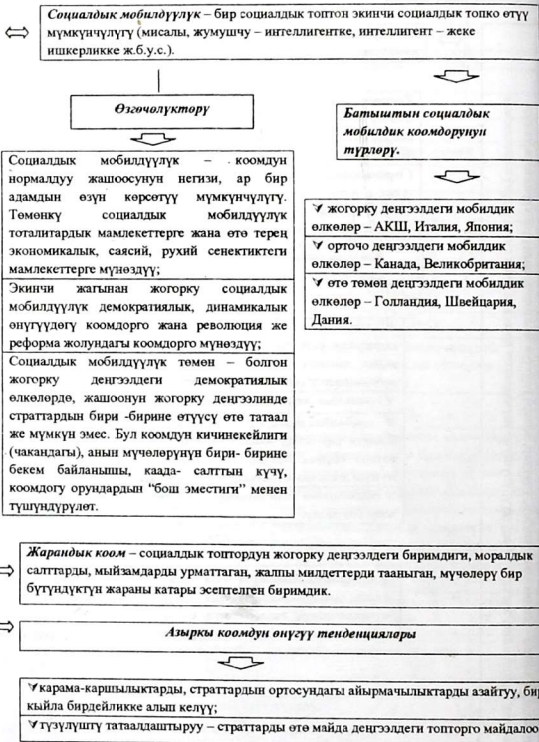 Социалдык мобилдүүлүк – бир социалдык топтон экинчи социалдык топко өтүү
мүмкүнчүлүгү (мисалы, жумушчу – интеллигентке, интеллигент – жеке
ишкерликке ж.б.у.с.).
Өзгөчөлүктөрү
Социалдык мобилдүүлүк – коомдун
нормалдуу жашоосунун негизи, ар бир
адамдын өзүн көрсөтүү мүмкүнчүлүгү.
Төмөнкү социалдык мобилдүүлүк
тоталитардык мамлекеттерге жана өтө терең
экономикалык, саясий, рухий сенектиктеги
мамлекеттерге мүнөздүү;
Экинчи жагынан жогорку социалдык
мобилдүүлүк демократиялык, динамикалык
өнүгүүдөгү коомдорго жана революция же
реформа жолундагы коомдорго мүнөздүү;
Социалдык мобилдүүлүк төмөн – болгон
жогорку деңгээлдеги демократиялык
өлкөлөрдө, жашоонун жогорку деңгээлинде
страттардын бири -бирине өтүүсү өтө татаал
же мүмкүн эмес. Бул коомдун кичинекейлиги
(чакандагы), анын мүчөлөрүнүн бири- бирине
бекем байланышы, каада- салттын күчү,
коомдогу орундардын “бош эместиги” менен
түшүндүрүлөт.
Батыштын социалдык
мобилдик коомдорунун
түрлөрү.
жогорку деңгээлдеги мобилдик
өлкөлөр – АКШ, Италия, Япония;
орточо деңгээлдеги мобилдик
өлкөлөр – Канада, Великобритания;
өтө төмөн деңгээлдеги мобилдик
өлкөлөр – Голландия, Швейцария,
Дания.
Жарандык коом – социалдык топтордун жогорку деңгээлдеги биримдиги, моралдык
салттарды, мыйзамдарды урматтаган, жалпы милдеттерди тааныган, мүчөлөрү бир
бүтүндүктүн жараны катары эсептелген биримдик.
Азыркы коомдун өнүгүү тенденциялары
карама-каршылыктарды, страттардын ортосундагы айырмачылыктарды азайтуу,
кыйла бирдейликке алып келүү;
түзүлүштү татаалдаштыруу – страттарды өтө майда деңгээлдеги топторго